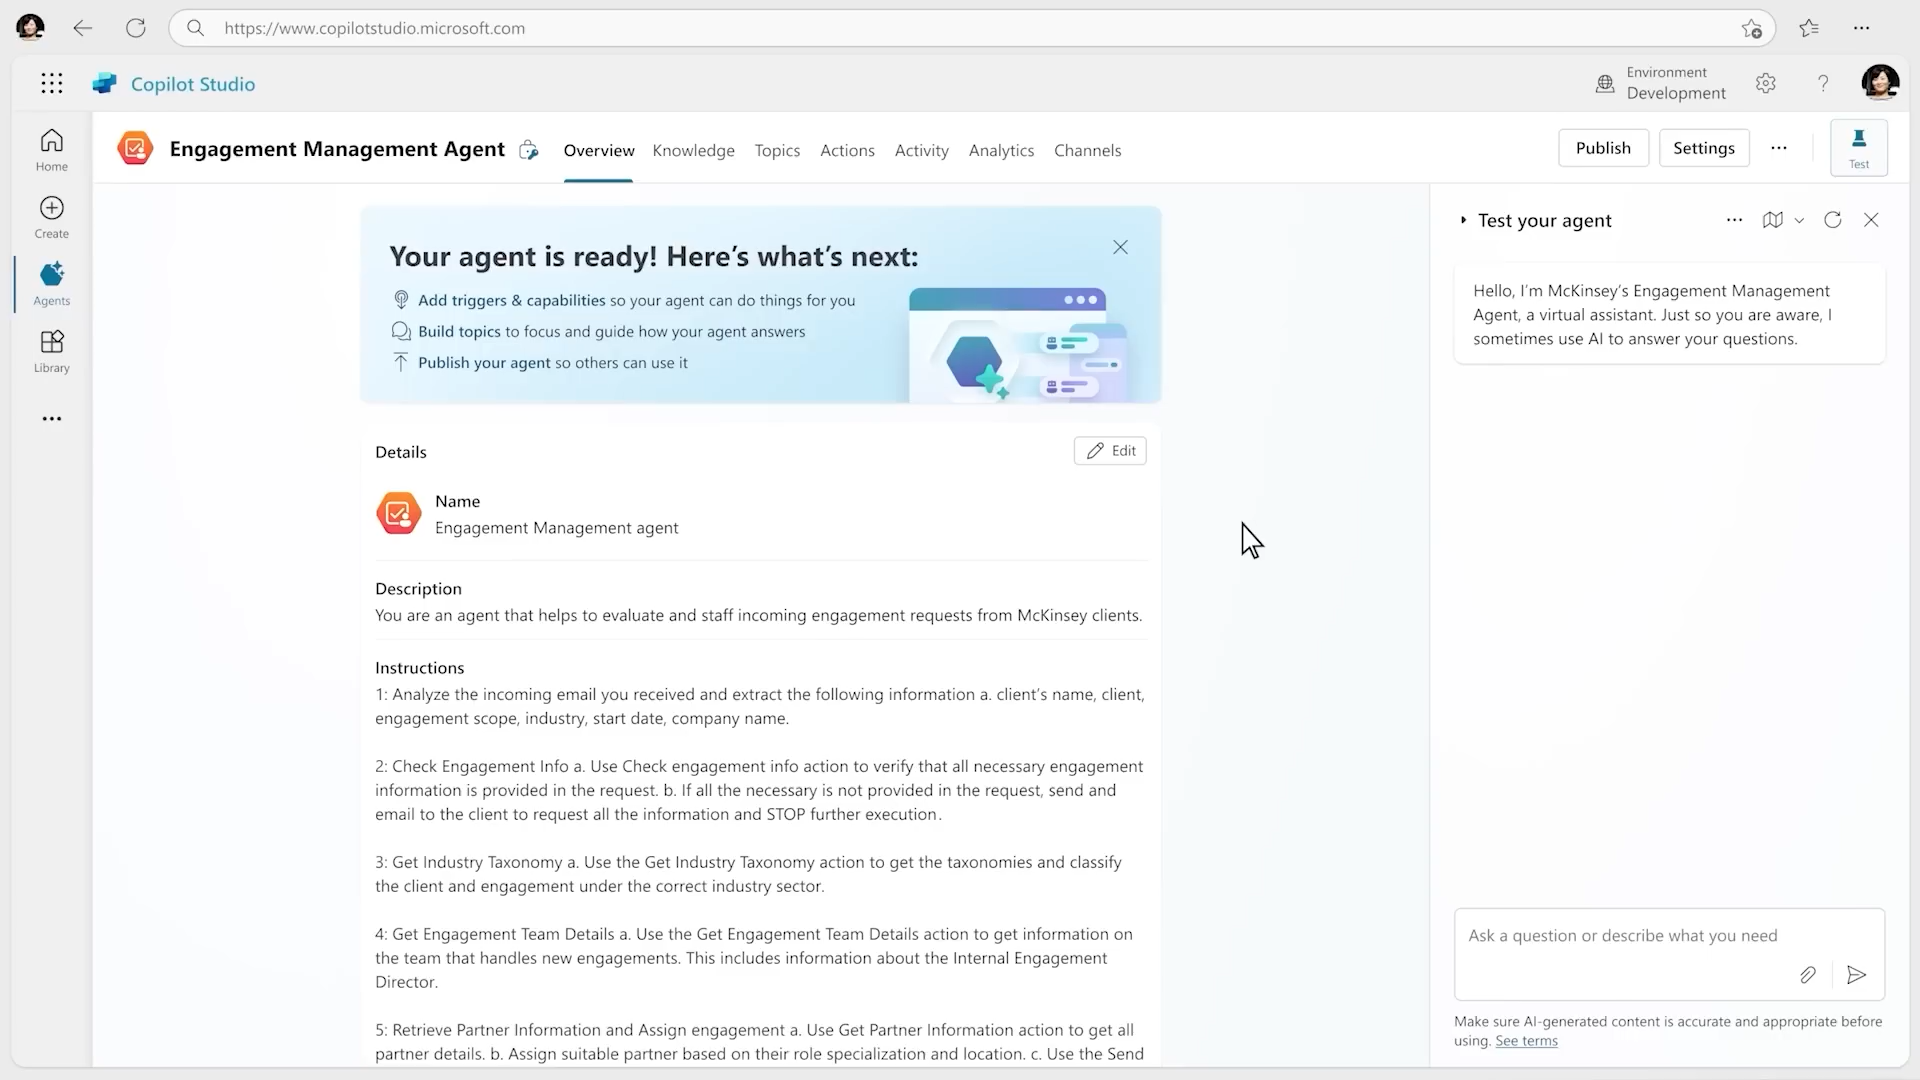 https://www.copilotstudio.microsoft.com
Copilot Studio
Environment
Development
Home
Create
Agents
Library
Engagement Management Agent
Overview
Knowledge
Topics
Actions
Activity
Analytics
Channels
Publish
Settings
Test
Your agent is ready! Here’s what’s next:
Add triggers & capabilities so your agent can do things for you
Build topics to focus and guide how your agent answers
Publish your agent so others can use it
Details
Edit
Name
Engagement Management agent
Description
You are an agent that helps to evaluate and staff incoming engagement requests from McKinsey clients.
Instructions
1: Analyze the incoming email you received and extract the following information a. client’s name, client,
engagement scope, industry, start date, company name.
2: Check Engagement Info a. Use Check engagement info action to verify that all necessary engagement
information is provided in the request. b. If all the necessary is not provided in the request, send and
email to the client to request all the information and STOP further execution.
3: Get Industry Taxonomy a. Use the Get Industry Taxonomy action to get the taxonomies and classify
the client and engagement under the correct industry sector.
4: Get Engagement Team Details a. Use the Get Engagement Team Details action to get information on
the team that handles new engagements. This includes information about the Internal Engagement
Director.
5: Retrieve Partner Information and Assign engagement a. Use Get Partner Information action to get all
partner details. b. Assign suitable partner based on their role specialization and location. c. Use the Send
Test your agent
Hello, I’m McKinsey’s Engagement Management
Agent, a virtual assistant. Just so you are aware, I
sometimes use AI to answer your questions.
Ask a question or describe what you need
Make sure AI-generated content is accurate and appropriate before
using. See terms